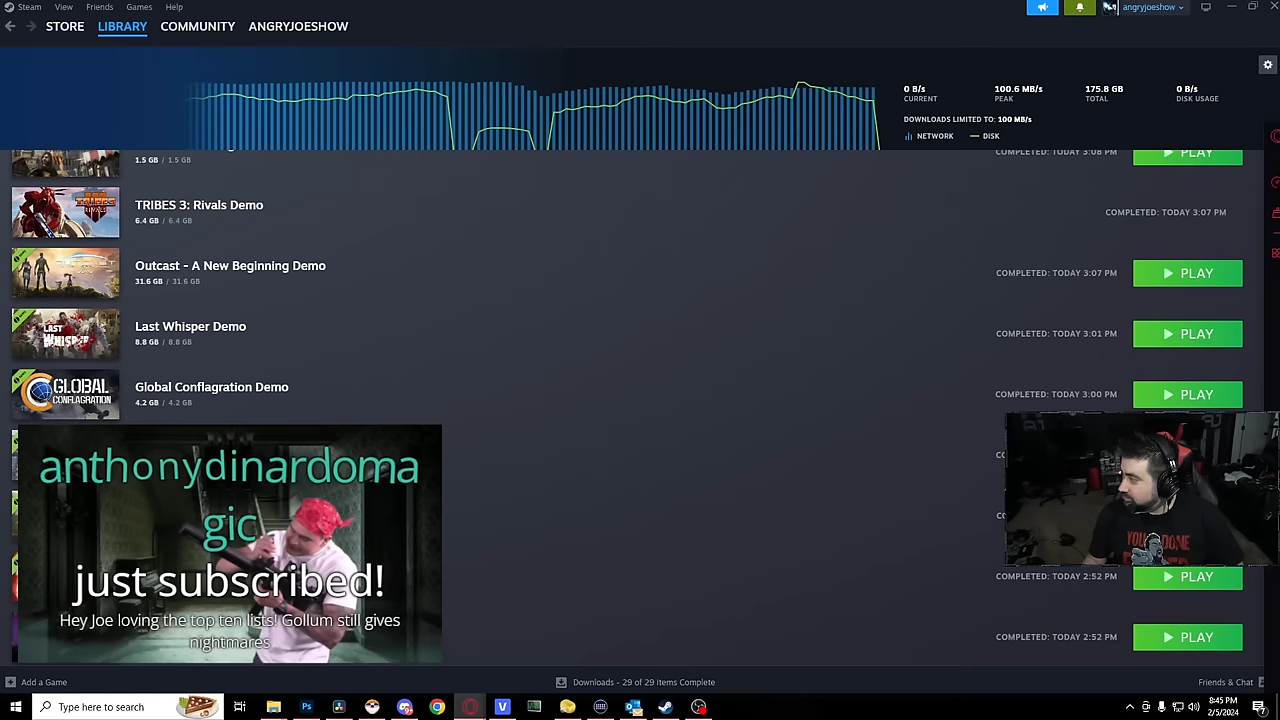 Steam View Friends Games Help
angryjoeshow
STORE LIBRARY COMMUNITY ANGRYJOESHOW
0 B/s 100.6 MB/s 175.8 GB 0 B/s
CURRENT PEAK TOTAL DISK USAGE
DOWNLOADS LIMITED TO: 100 MB/s
NETWORK DISK
1.5 GB / 1.5 GB
COMPLETED: TODAY 3:08 PM
PLAY
TRIBES 3: Rivals Demo
6.4 GB / 6.4 GB
COMPLETED: TODAY 3:07 PM
TRIBES
RIVALS
Outcast - A New Beginning Demo
31.6 GB / 31.6 GB
COMPLETED: TODAY 3:07 PM
PLAY
Last Whisper Demo
8.8 GB / 8.8 GB
COMPLETED: TODAY 3:01 PM
PLAY
LAST
WHISPER
Global Conflagration Demo
4.2 GB / 4.2 GB
COMPLETED: TODAY 3:00 PM
PLAY
GLOBAL
CONFLAGRATION
anthonydinardoma
gic
just subscribed!
Hey Joe loving the top ten lists! Gollum still gives
nightmares
COMPLETED: TODAY 2:52 PM
PLAY
COMPLETED: TODAY 2:52 PM
PLAY
Add a Game
Downloads - 29 of 29 Items Complete
Friends & Chat
Type here to search
8:45 PM
2/5/2024